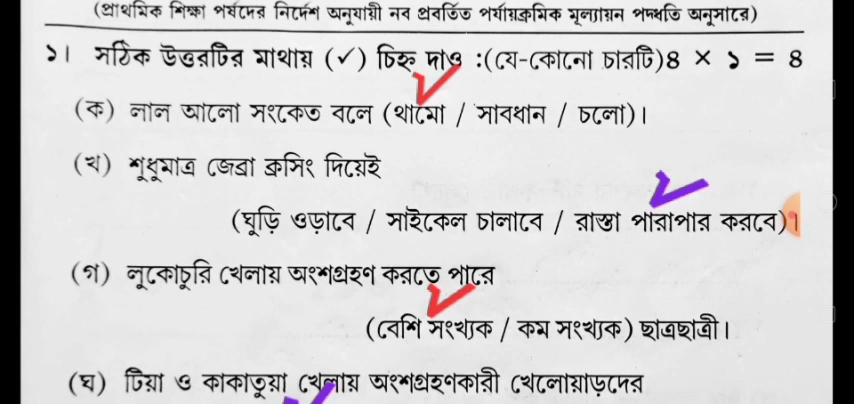 (প্রাথমিক শিক্ষা পর্ষদের নির্দেশ অনুযায়ী নব প্রবর্তিত পর্যায়ক্রমিক মূল্যায়ন পদ্ধতি অনুসারে)
১। সঠিক উত্তরটির মাথায় (✓) চিহ্ন দাও :(যে-কোনো চারটি)৪ × ১ = ৪
(ক) লাল আলো সংকেত বলে (থামো / সাবধান / চলো)।
(খ) শুধুমাত্র জেব্রা ক্রসিং দিয়েই
(ঘুড়ি ওড়াবে / সাইকেল চালাবে / রাস্তা পারাপার করবে)।
(গ) লুকোচুরি খেলায় অংশগ্রহণ করতে পারে
(বেশি সংখ্যক / কম সংখ্যক) ছাত্রছাত্রী।
(ঘ) টিয়া ও কাকাতুয়া খেলায় অংশগ্রহণকারী খেলোয়াড়দের